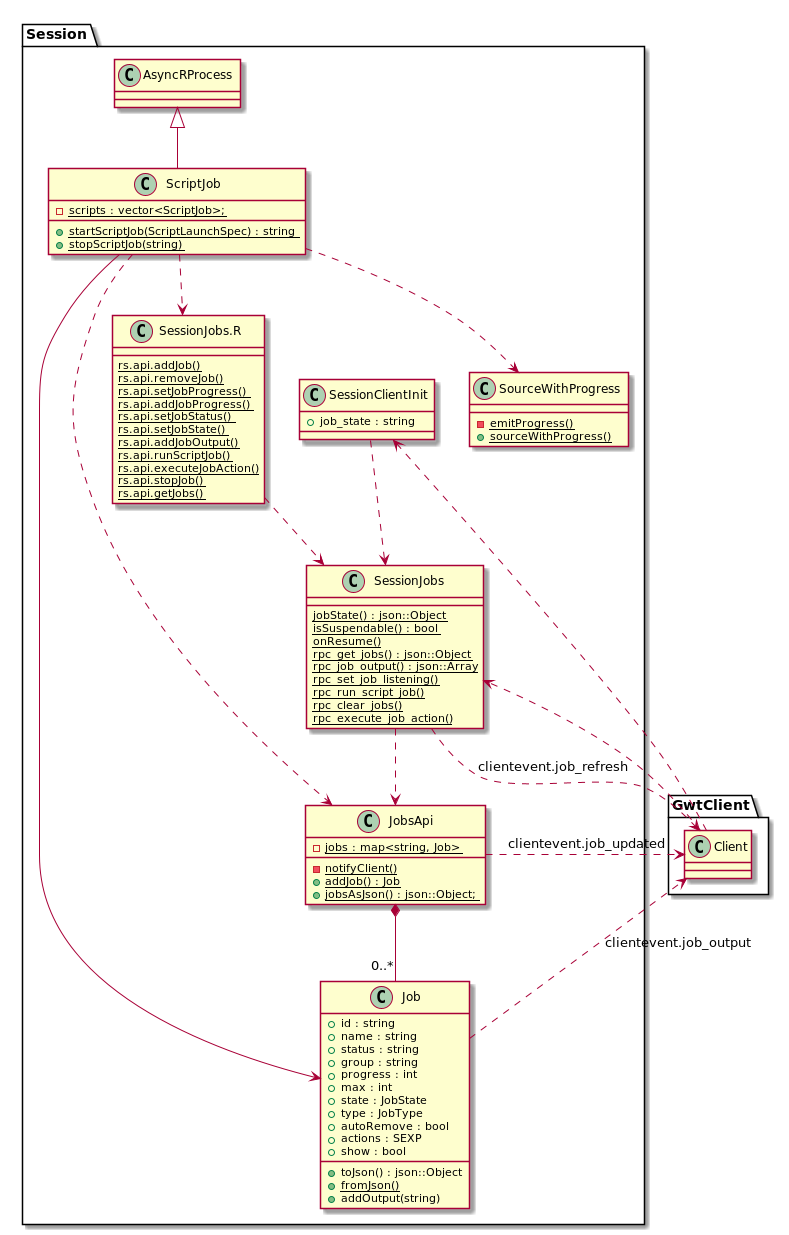 Session
C AsyncRProcess
C ScriptJob
scripts : vector<ScriptJob>;
startScriptJob(ScriptLaunchSpec) : string
stopScriptJob(string)
C SessionJobs.R
rs.api.addJob()
rs.api.removeJob()
rs.api.setJobProgress()
rs.api.addJobProgress()
rs.api.setJobStatus()
rs.api.setJobState()
rs.api.addJobOutput()
rs.api.runScriptJob()
rs.api.executeJobAction()
rs.api.stopJob()
rs.api.getJobs()
C SessionClientInit
job_state : string
C SourceWithProgress
emitProgress()
sourceWithProgress()
C SessionJobs
jobState() : json::Object
isSuspendable() : bool
onResume()
rpc_get_jobs() : json::Object
rpc_job_output() : json::Array
rpc_set_job_listening()
rpc_run_script_job()
rpc_clear_jobs()
rpc_execute_job_action()
clientevent.job_refresh
GwtClient
C Client
C JobsApi
jobs : map<string, Job>
notifyClient()
addJob() : Job
jobsAsJson() : json::Object;
clientevent.job_updated
clientevent.job_output
0..*
C Job
id : string
name : string
status : string
group : string
progress : int
max : int
state : JobState
type : JobType
autoRemove : bool
actions : SEXP
show : bool
toJson() : json::Object
fromJson()
addOutput(string)